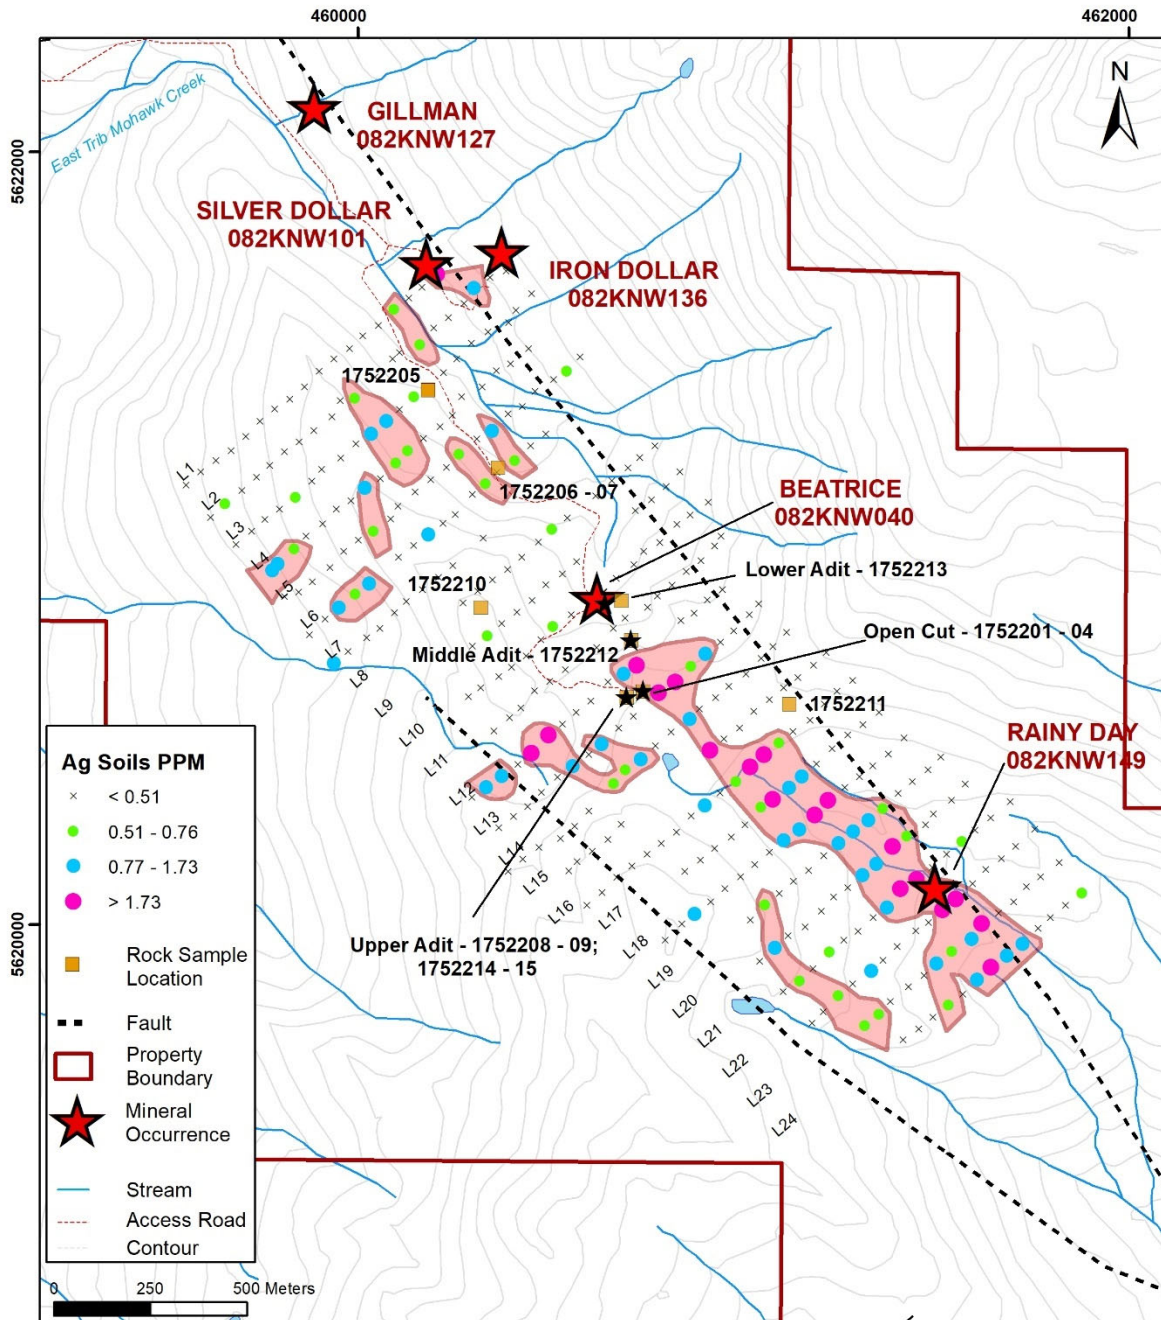 460000
462000
N
East Trib Mohawk Creek
GILLMAN
082KNW127
5622000
SILVER DOLLAR
082KNW101
IRON DOLLAR
082KNW136
1752205
L1
L2
L3
L4
L5
L6
L7
L8
L9
L10
L11
L12
L13
L14
L15
L16
L17
L18
L19
L20
L21
L22
L23
L24
1752206 - 07
BEATRICE
082KNW040
Lower Adit - 1752213
1752210
Open Cut - 1752201 - 04
Middle Adit - 1752212
1752211
RAINY DAY
082KNW149
5620000
Upper Adit - 1752208 - 09;
1752214 - 15
Ag Soils PPM
< 0.51
0.51 - 0.76
0.77 - 1.73
> 1.73
Rock Sample
Location
Fault
Property
Boundary
Mineral
Occurrence
Stream
Access Road
Contour
0 250 500 Meters